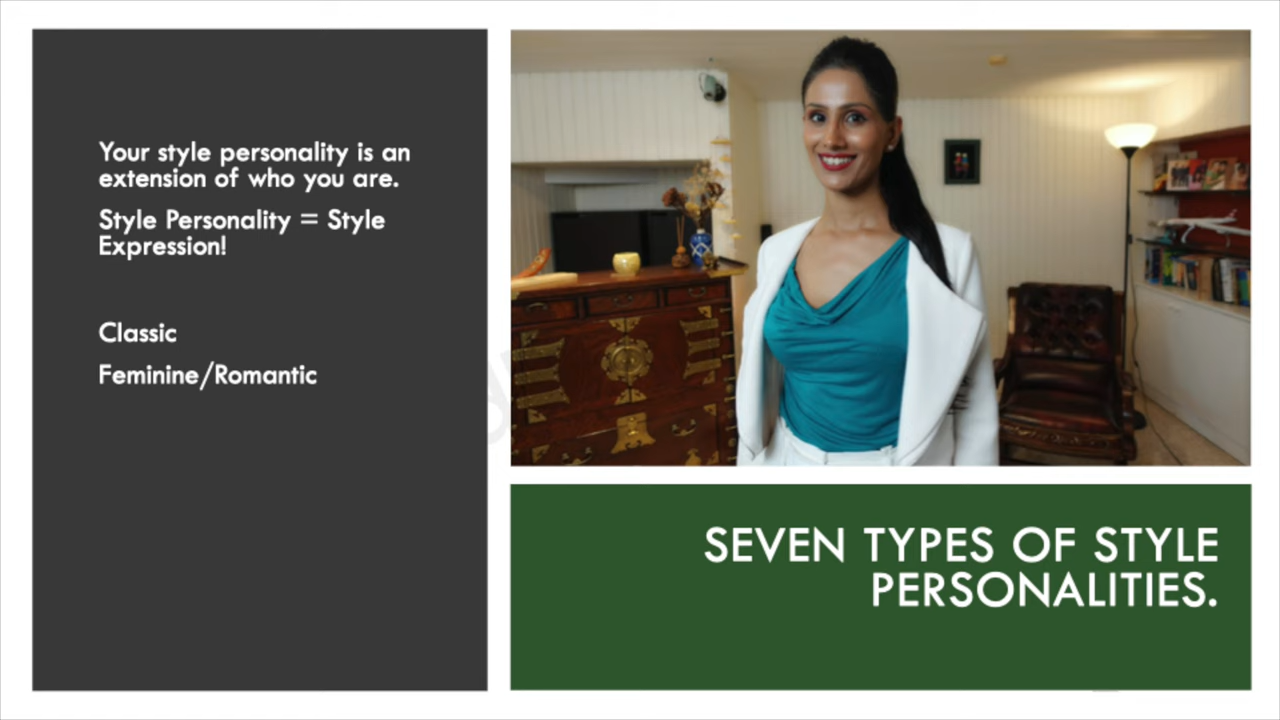 Your style personality is an
extension of who you are.
Style Personality = Style
Expression!
Classic
Feminine/Romantic
SEVEN TYPES OF STYLE
PERSONALITIES.